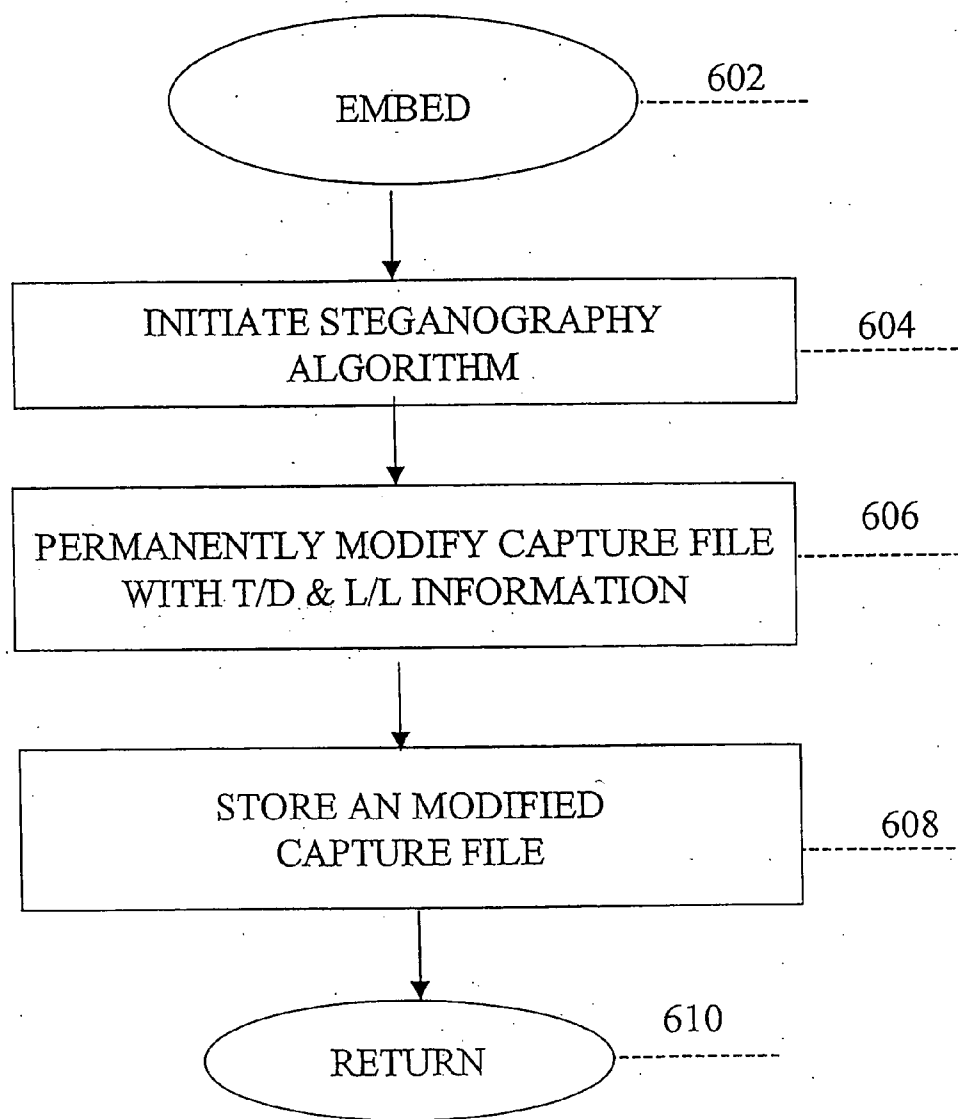 EMBED
602
INITIATE STEGANOGRAPHY
ALGORITHM
604
PERMANENTLY MODIFY CAPTURE FILE
WITH T/D & L/L INFORMATION
606
STORE AN MODIFIED
CAPTURE FILE
608
RETURN
610